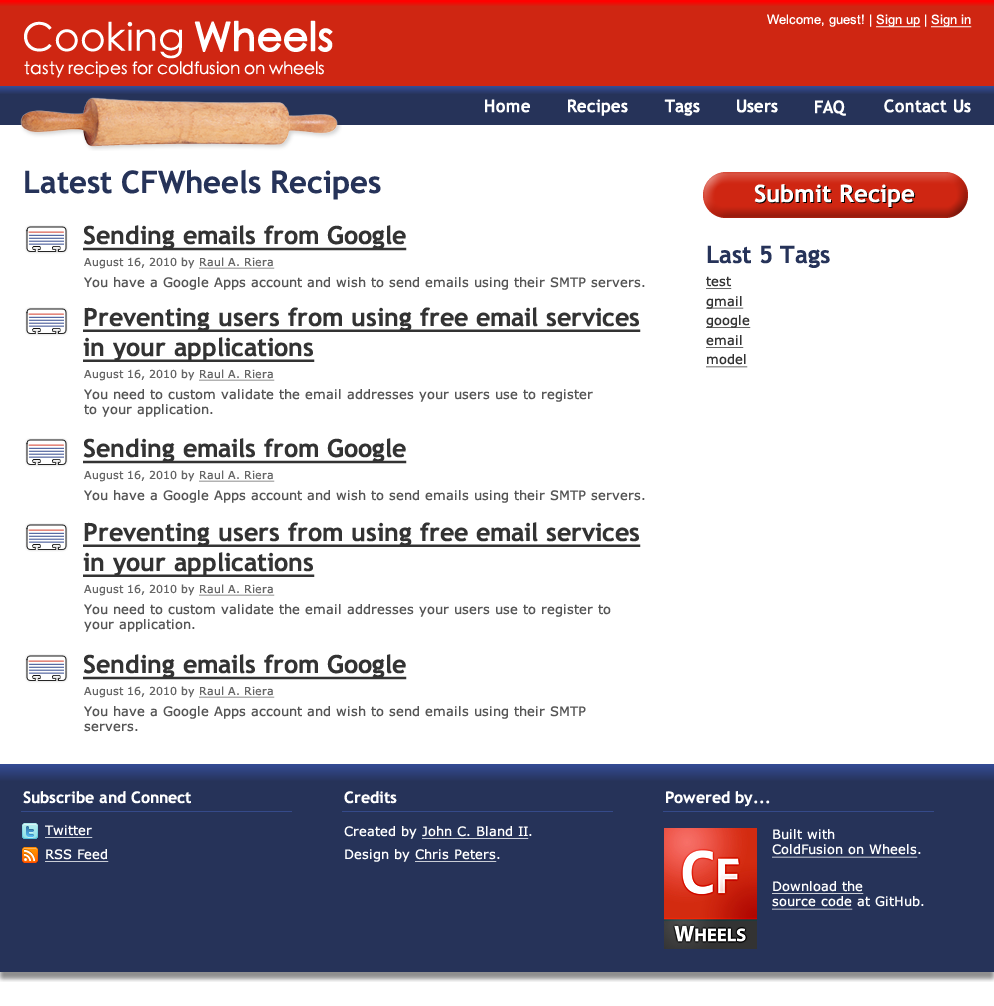 Cooking Wheels
tasty recipes for coldfusion on wheels
Welcome, guest! | Sign up | Sign in
Home Recipes Tags Users FAQ Contact Us
Latest CFWheels Recipes
Sending emails from Google
August 16, 2010 by Raul A. Riera
You have a Google Apps account and wish to send emails using their SMTP servers.
Preventing users from using free email services
in your applications
August 16, 2010 by Raul A. Riera
You need to custom validate the email addresses your users use to register
to your application.
Sending emails from Google
August 16, 2010 by Raul A. Riera
You have a Google Apps account and wish to send emails using their SMTP servers.
Preventing users from using free email services
in your applications
August 16, 2010 by Raul A. Riera
You need to custom validate the email addresses your users use to register to
your application.
Sending emails from Google
August 16, 2010 by Raul A. Riera
You have a Google Apps account and wish to send emails using their SMTP
servers.
Submit Recipe
Last 5 Tags
test
gmail
google
email
model
Subscribe and Connect
Twitter
RSS Feed
Credits
Created by John C. Bland II.
Design by Chris Peters.
Powered by...
CF
WHEELS
Built with
ColdFusion on Wheels.
Download the
source code at GitHub.